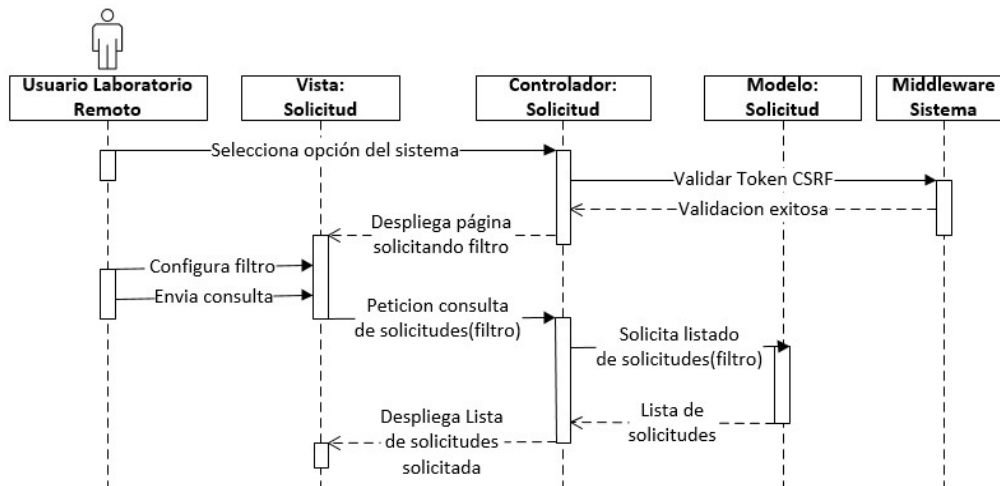 Usuario Laboratorio
Remoto
Vista:
Solicitud
Controlador:
Solicitud
Modelo:
Solicitud
Middleware
Sistema
Selecciona opción del sistema
Validar Token CSRF
Validacion exitosa
Despliega página
solicitando filtro
Configura filtro
Envia consulta
Peticion consulta
de solicitudes(filtro)
Solicita listado
de solicitudes(filtro)
Lista de
solicitudes
Despliega Lista
de solicitudes
solicitada